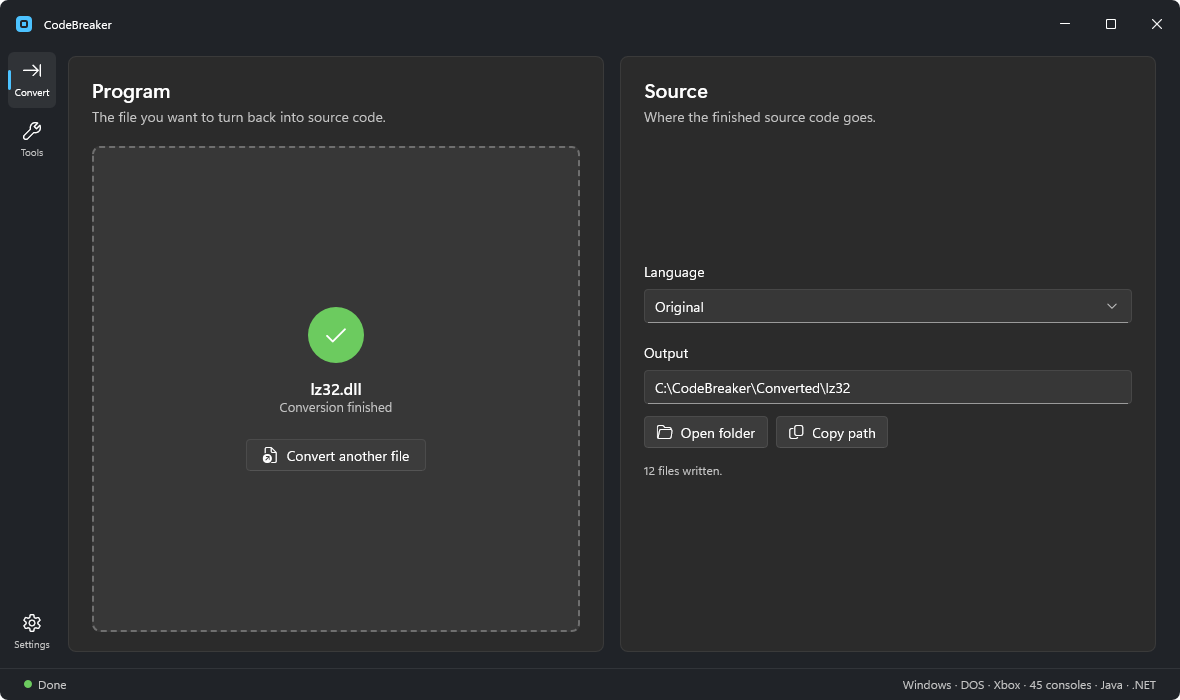 CodeBreaker
Convert
Tools
Settings
Program
The file you want to turn back into source code.
lz32.dll
Conversion finished
Convert another file
Source
Where the finished source code goes.
Language
Original
Output
C:\CodeBreaker\Converted\lz32
Open folder
Copy path
12 files written.
Done
Windows · DOS · Xbox · 45 consoles · Java · .NET